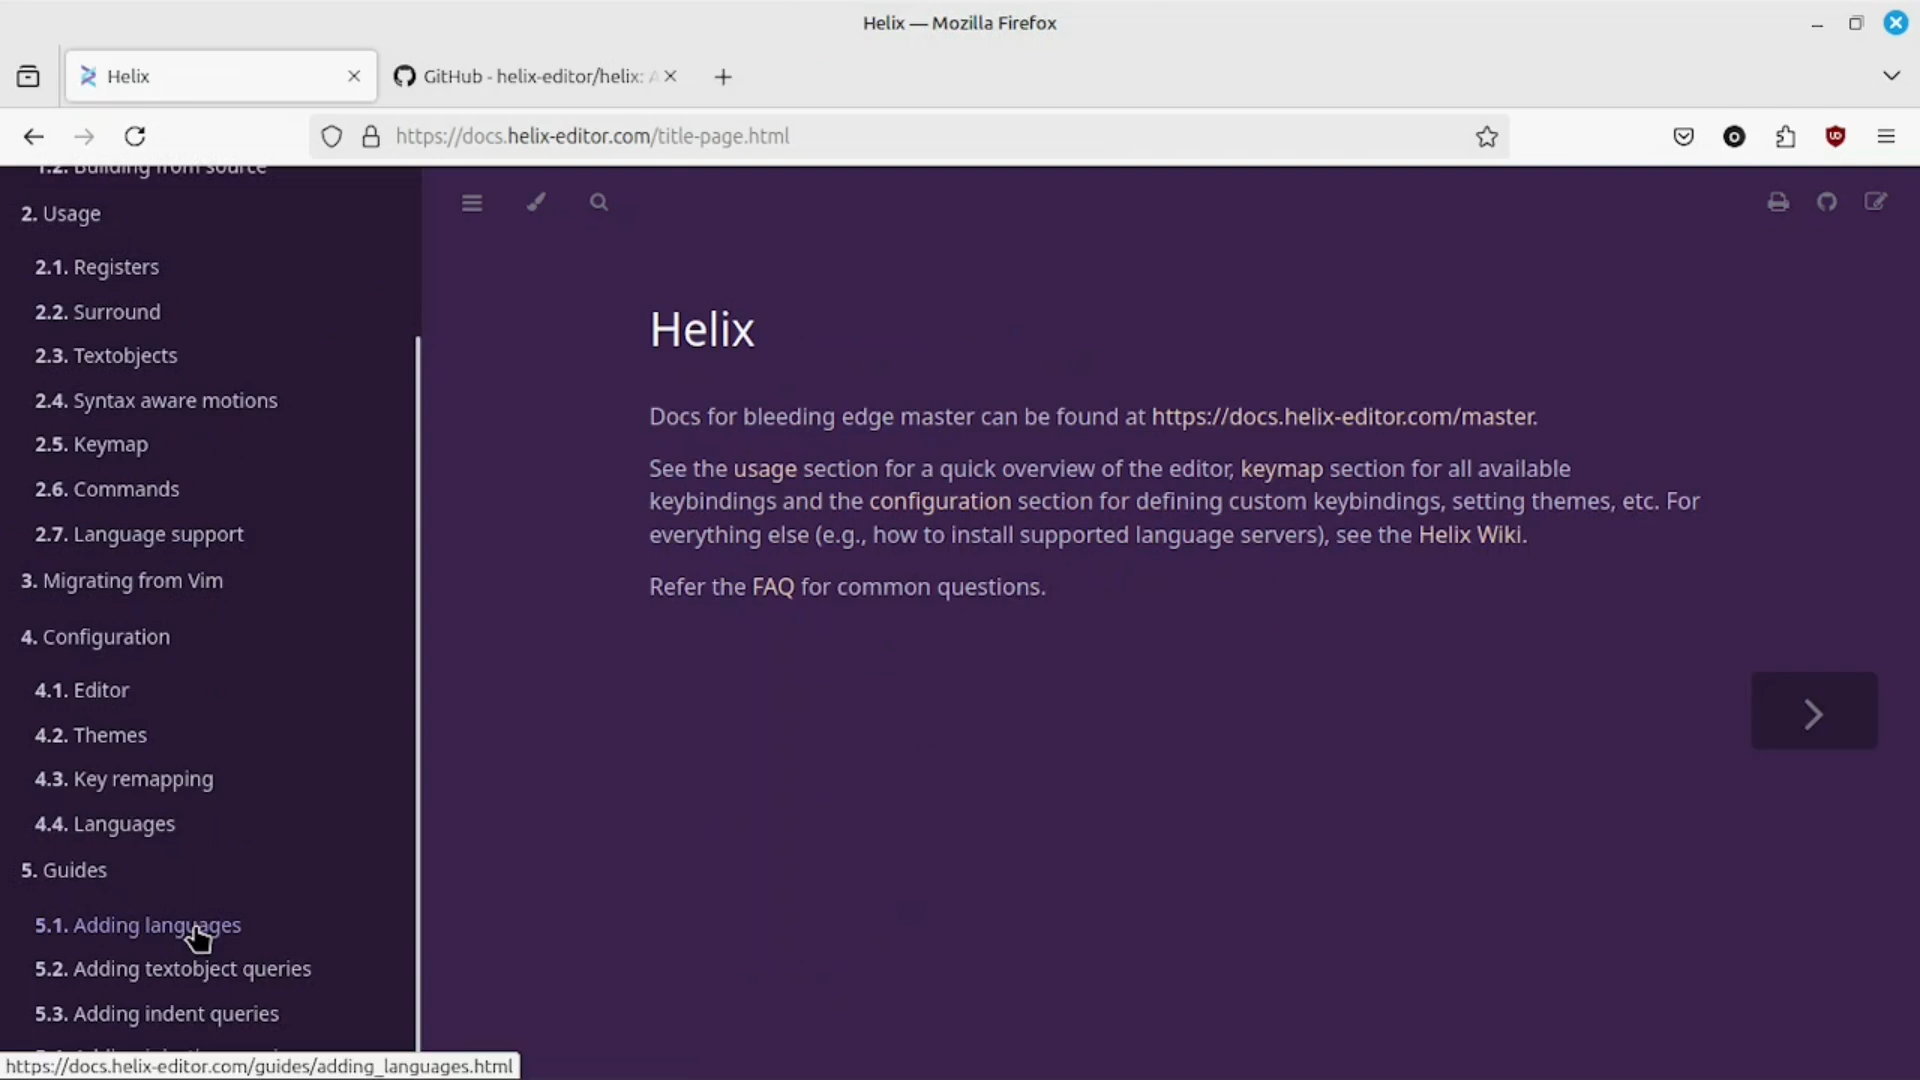 Helix — Mozilla Firefox
Helix
GitHub - helix-editor/helix: A
https://docs.helix-editor.com/title-page.html
1.2. Building from source
2. Usage
2.1. Registers
2.2. Surround
2.3. Textobjects
2.4. Syntax aware motions
2.5. Keymap
2.6. Commands
2.7. Language support
3. Migrating from Vim
4. Configuration
4.1. Editor
4.2. Themes
4.3. Key remapping
4.4. Languages
5. Guides
5.1. Adding languages
5.2. Adding textobject queries
5.3. Adding indent queries
https://docs.helix-editor.com/guides/adding_languages.html
Helix
Docs for bleeding edge master can be found at https://docs.helix-editor.com/master.
See the usage section for a quick overview of the editor, keymap section for all available
keybindings and the configuration section for defining custom keybindings, setting themes, etc. For
everything else (e.g., how to install supported language servers), see the Helix Wiki.
Refer the FAQ for common questions.